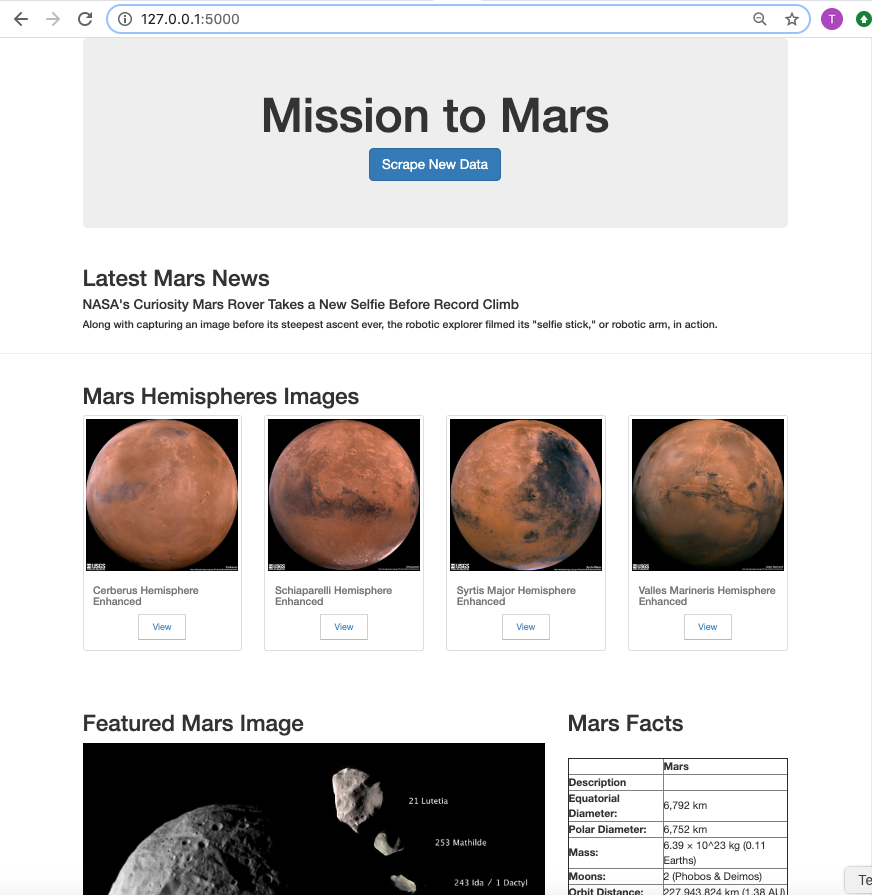 127.0.0.1:5000
T
Mission to Mars
Scrape New Data
Latest Mars News
NASA's Curiosity Mars Rover Takes a New Selfie Before Record Climb
Along with capturing an image before its steepest ascent ever, the robotic explorer filmed its "selfie stick," or robotic arm, in action.
Mars Hemispheres Images
USGS
USGS
USGS
USGS
Cerberus Hemisphere
Enhanced
View
Schiaparelli Hemisphere
Enhanced
View
Syrtis Major Hemisphere
Enhanced
View
Valles Marineris Hemisphere
Enhanced
View
Featured Mars Image
21 Lutetia
253 Mathilde
243 Ida / 1 Dactyl
Mars Facts
Mars
Description
Equatorial
Diameter:
6,792 km
Polar Diameter: 6,752 km
Mass:
6.39 × 10^23 kg (0.11
Earths)
Moons: 2 (Phobos & Deimos)
Orbit Distance: 227,943,824 km (1.38 AU)
Te